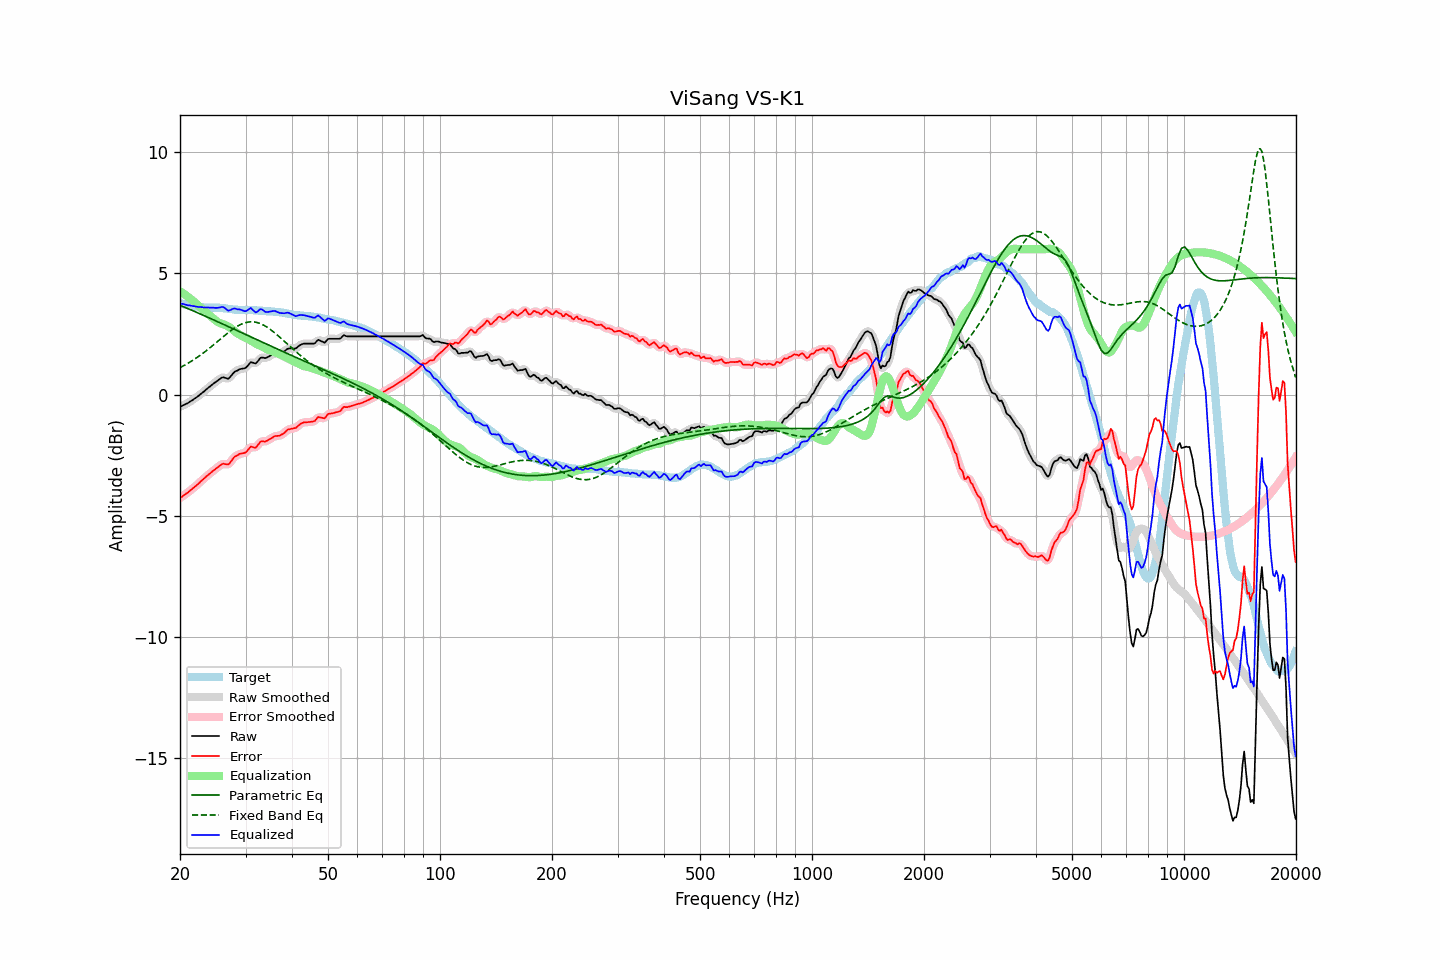 ViSang VS-K1
Amplitude (dBr)
10
5
0
−5
−10
−15
Target
Raw Smoothed
Error Smoothed
Raw
Error
Equalization
Parametric Eq
Fixed Band Eq
Equalized
20 50 100 200 500 1000 2000 5000 10000 20000
Frequency (Hz)